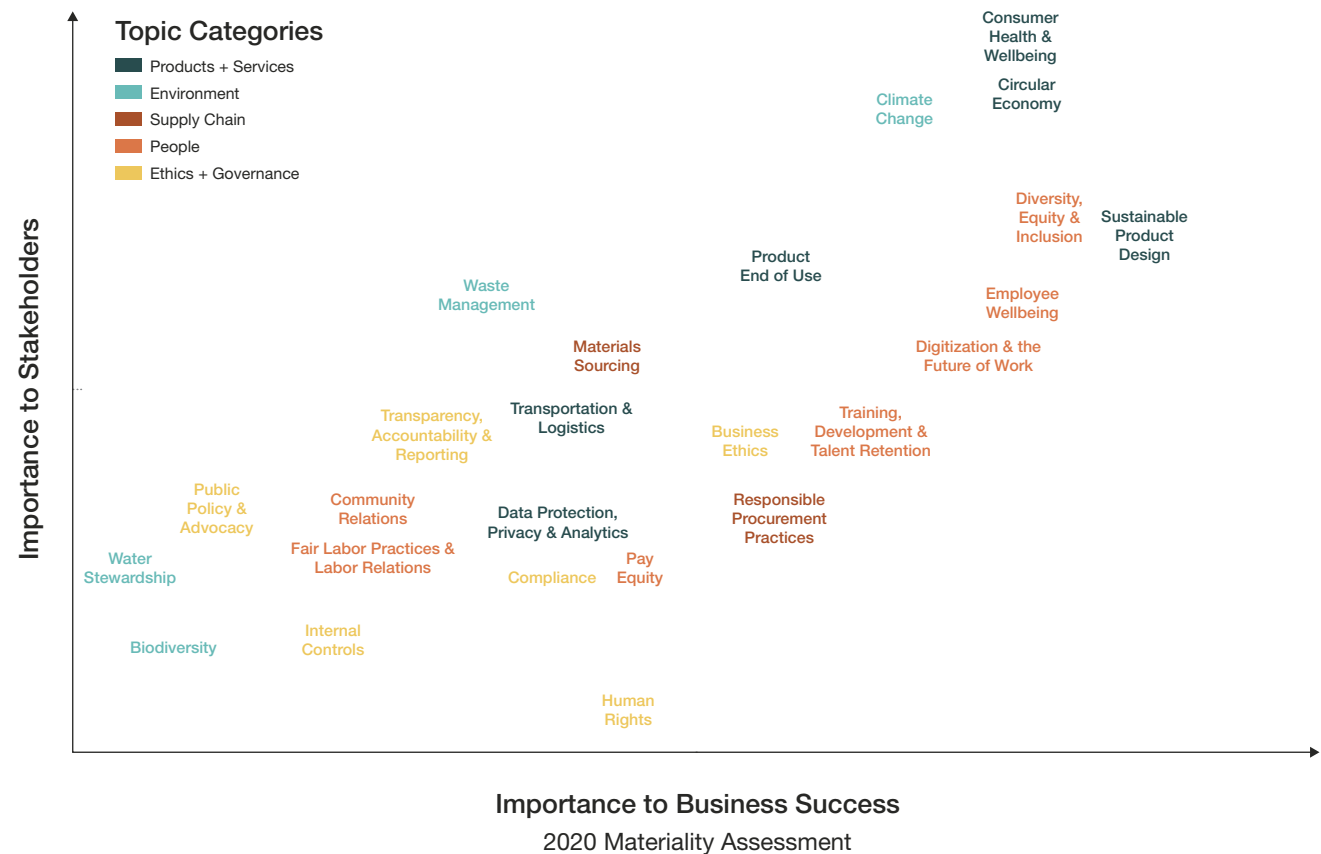 Topic Categories
Products + Services
Environment
Supply Chain
People
Ethics + Governance
Importance to Stakeholders
Consumer
Health &
Wellbeing
Circular
Economy
Climate
Change
Diversity,
Equity &
Inclusion
Sustainable
Product
Design
Product
End of Use
Waste
Management
Employee
Wellbeing
Materials
Sourcing
Digitization & the
Future of Work
Transparency,
Accountability &
Reporting
Transportation &
Logistics
Business
Ethics
Training,
Development &
Talent Retention
Public
Policy &
Advocacy
Community
Relations
Data Protection,
Privacy & Analytics
Responsible
Procurement
Practices
Water
Stewardship
Fair Labor Practices &
Labor Relations
Compliance
Pay
Equity
Biodiversity
Internal
Controls
Human
Rights
Importance to Business Success
2020 Materiality Assessment